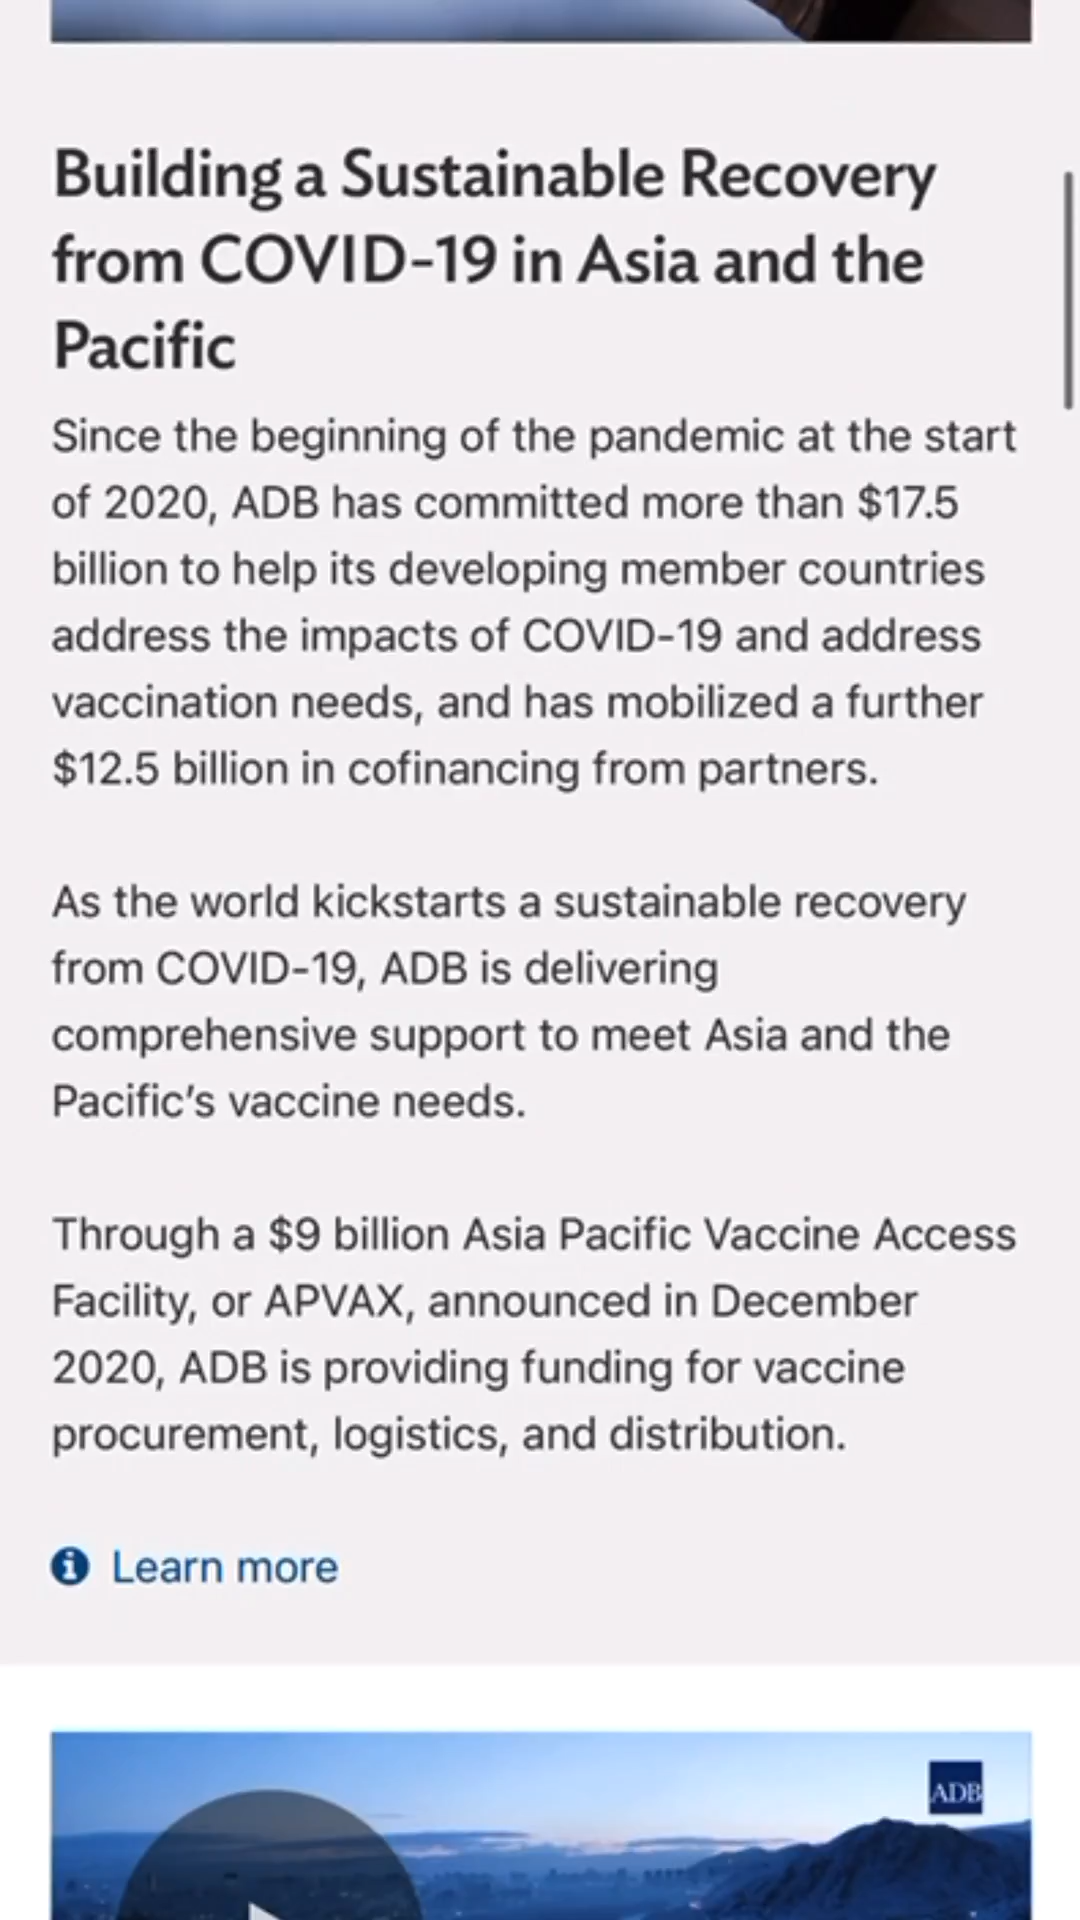 Building a Sustainable Recovery
from COVID-19 in Asia and the
Pacific
Since the beginning of the pandemic at the start
of 2020, ADB has committed more than $17.5
billion to help its developing member countries
address the impacts of COVID-19 and address
vaccination needs, and has mobilized a further
$12.5 billion in cofinancing from partners.
As the world kickstarts a sustainable recovery
from COVID-19, ADB is delivering
comprehensive support to meet Asia and the
Pacific’s vaccine needs.
Through a $9 billion Asia Pacific Vaccine Access
Facility, or APVAX, announced in December
2020, ADB is providing funding for vaccine
procurement, logistics, and distribution.
Learn more
ADB